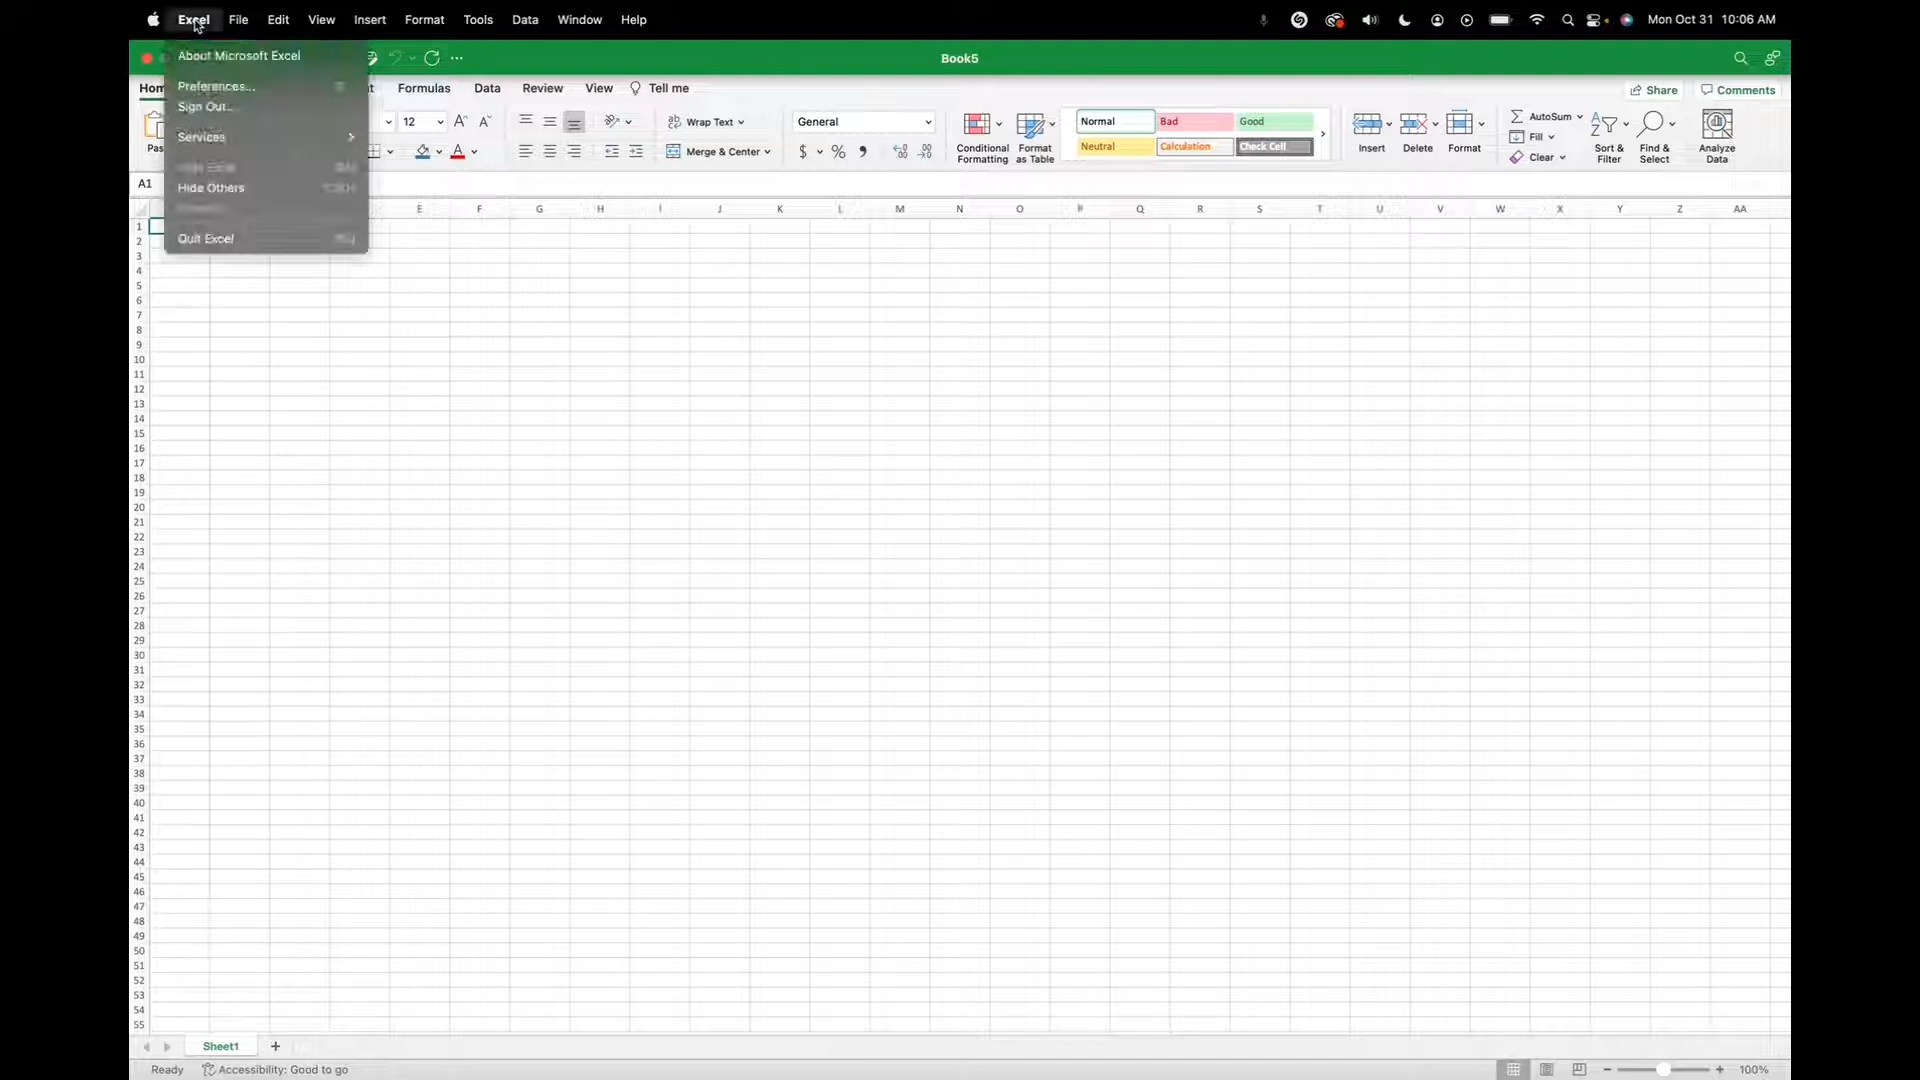 Excel File Edit View Insert Format Tools Data Window Help Mon Oct 31 10:06 AM
About Microsoft Excel
Preferences...
Sign Out...
Services
Hide Others
Quit Excel
Book5
Hom Formulas Data Review View Tell me Share Comments
Pas
12
Wrap Text
Merge & Center
General
$ % 
Conditional Formatting
Format as Table
Normal Bad Good
Neutral Calculation Check Cell
Insert Delete Format
AutoSum
Fill
Clear
Sort & Filter
Find & Select
Analyze Data
A1
E F G H I J K L M N O P Q R S T U V W X Y Z AA
1
2
3
4
5
6
7
8
9
10
11
12
13
14
15
16
17
18
19
20
21
22
23
24
25
26
27
28
29
30
31
32
33
34
35
36
37
38
39
40
41
42
43
44
45
46
47
48
49
50
51
52
53
54
55
Sheet1 +
Ready Accessibility: Good to go 100%